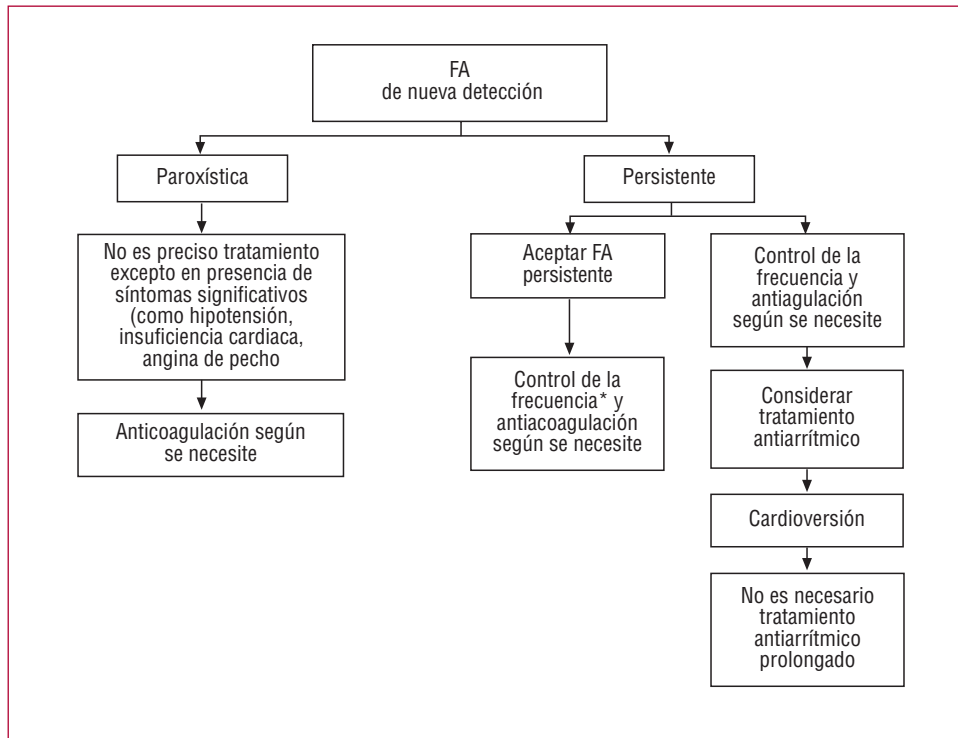 FA
de nueva detección
Paroxística
Persistente
No es preciso tratamiento
excepto en presencia de
síntomas significativos
(como hipotensión,
insuficiencia cardiaca,
angina de pecho
Aceptar FA
persistente
Control de la
frecuencia y
antiagulación
según se necesite
Anticoagulación según
se necesite
Control de la
frecuencia* y
antiacoagulación
según se necesite
Considerar
tratamiento
antiarrítmico
Cardioversión
No es necesario
tratamiento
antiarrítmico
prolongado